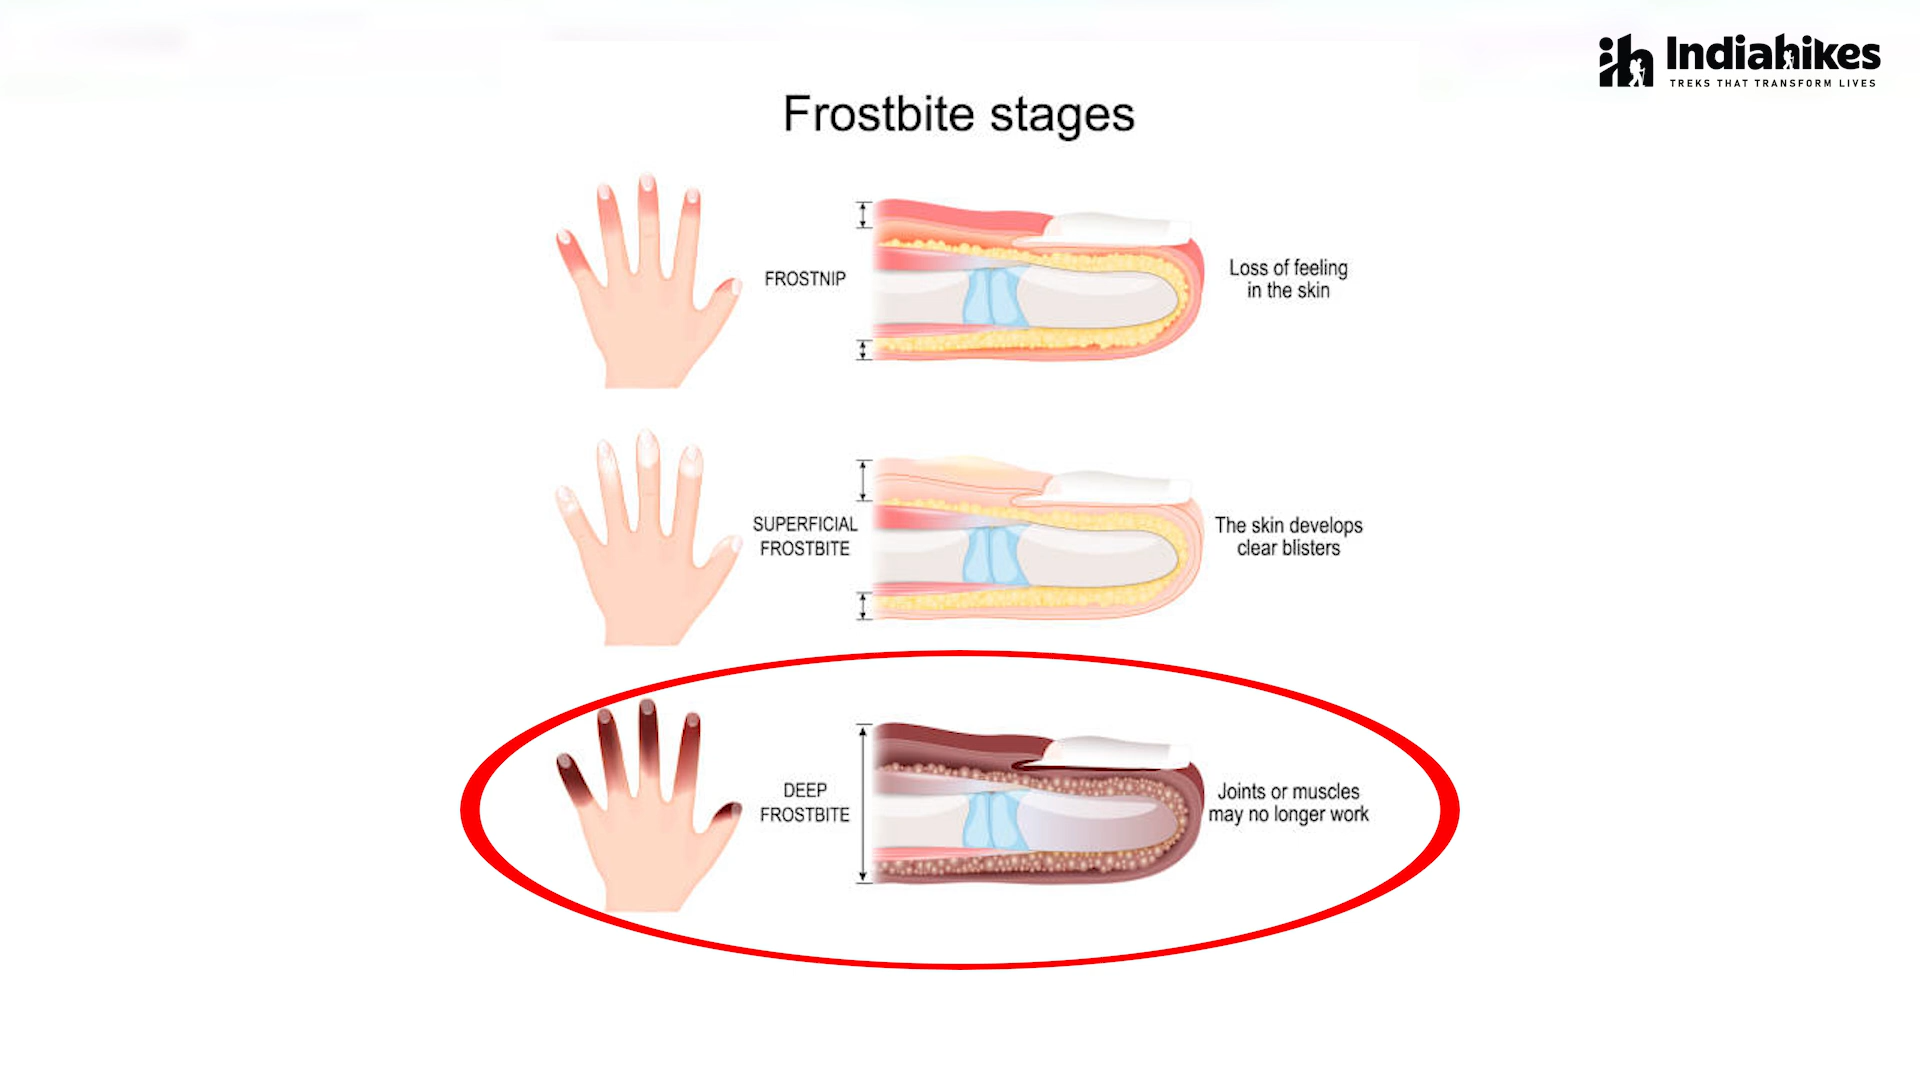 ih Indiahikes
TREKS THAT TRANSFORM LIVES
Frostbite stages
FROSTNIP
Loss of feeling
in the skin
SUPERFICIAL
FROSTBITE
The skin develops
clear blisters
DEEP
FROSTBITE
Joints or muscles
may no longer work